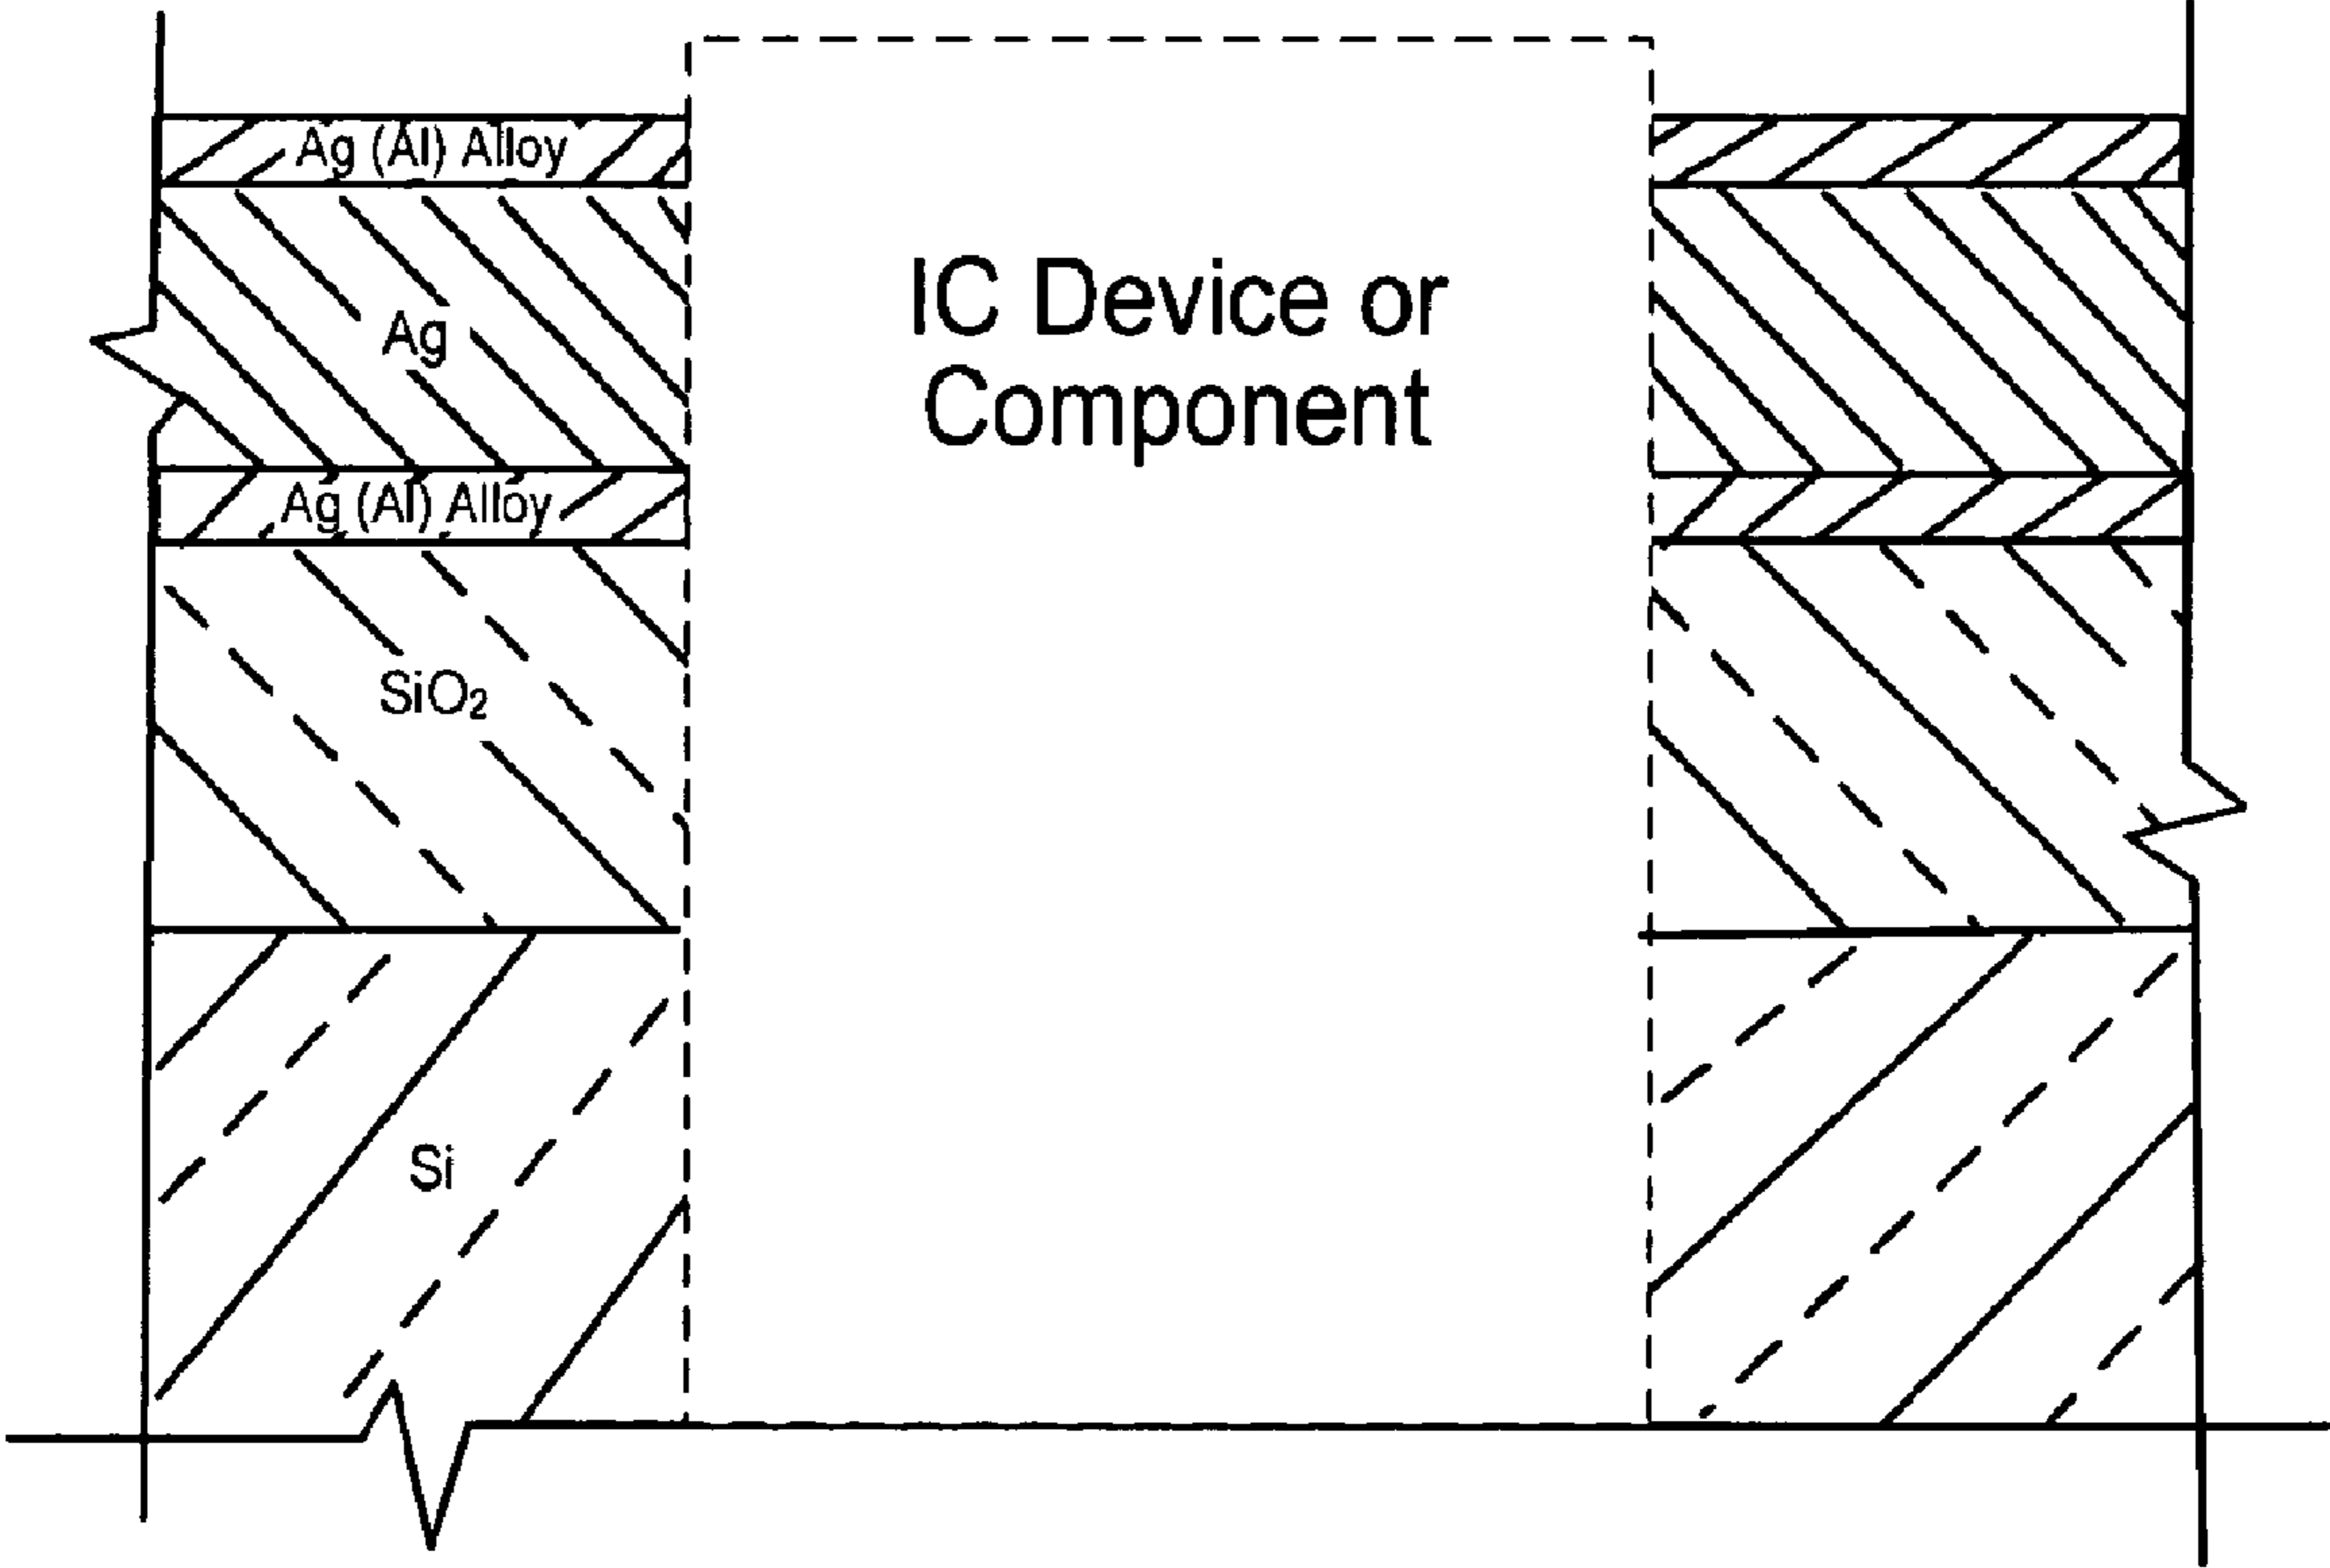 Ag (Al) Alloy
IC Device or
Component
Ag
Ag (Al) Alloy
SiO₂
Si